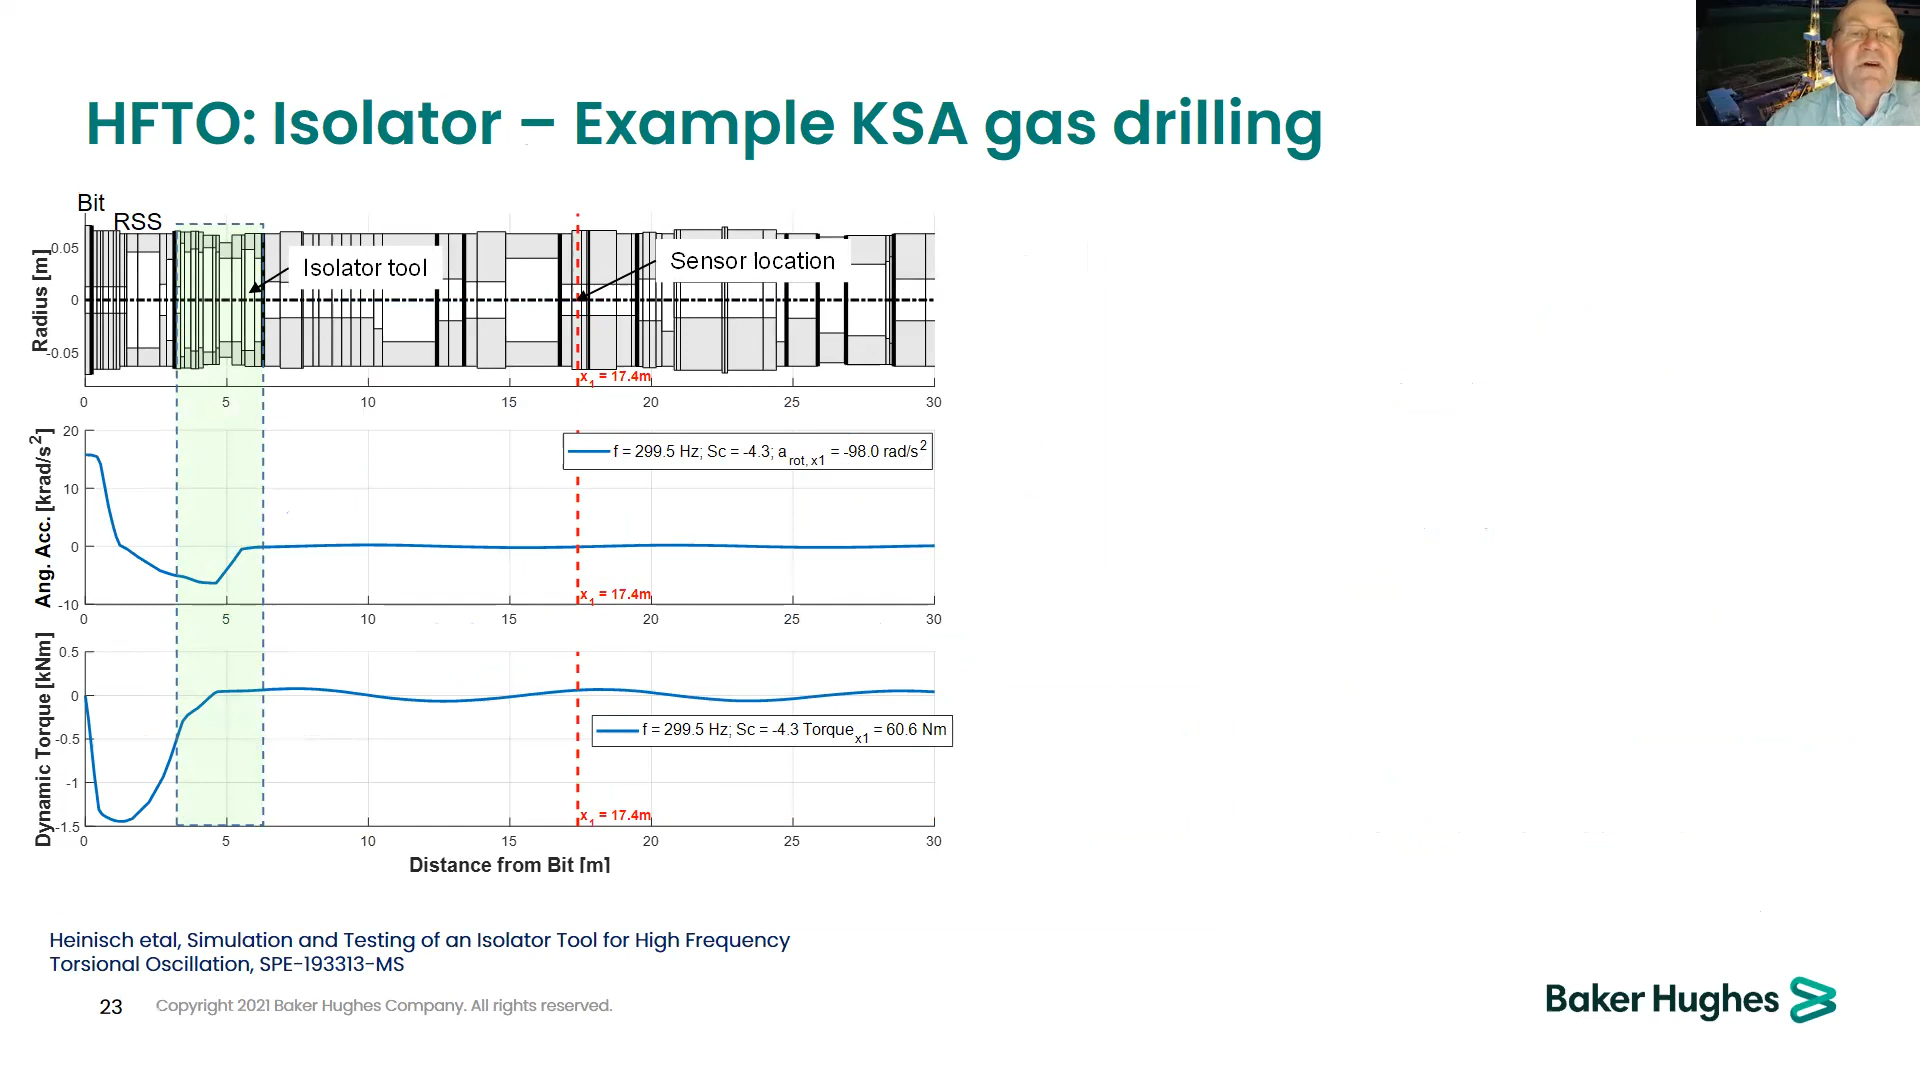 HFTO: Isolator – Example KSA gas drilling
Bit
RSS
Isolator tool
Sensor location
Radius [m]
0.05
0
-0.05
x1 = 17.4m
0 5 10 15 20 25 30
Ang. Acc. [krad/s2]
20
10
0
-10
f = 299.5 Hz; Sc = -4.3; a rot, x1 = -98.0 rad/s2
x1 = 17.4m
0 5 10 15 20 25 30
Dynamic Torque [kNm]
0.5
0
-0.5
-1
-1.5
f = 299.5 Hz; Sc = -4.3 Torquex1 = 60.6 Nm
x1 = 17.4m
0 5 10 15 20 25 30
Distance from Bit [m]
Heinisch etal, Simulation and Testing of an Isolator Tool for High Frequency
Torsional Oscillation, SPE-193313-MS
23 Copyright 2021 Baker Hughes Company. All rights reserved.
Baker Hughes